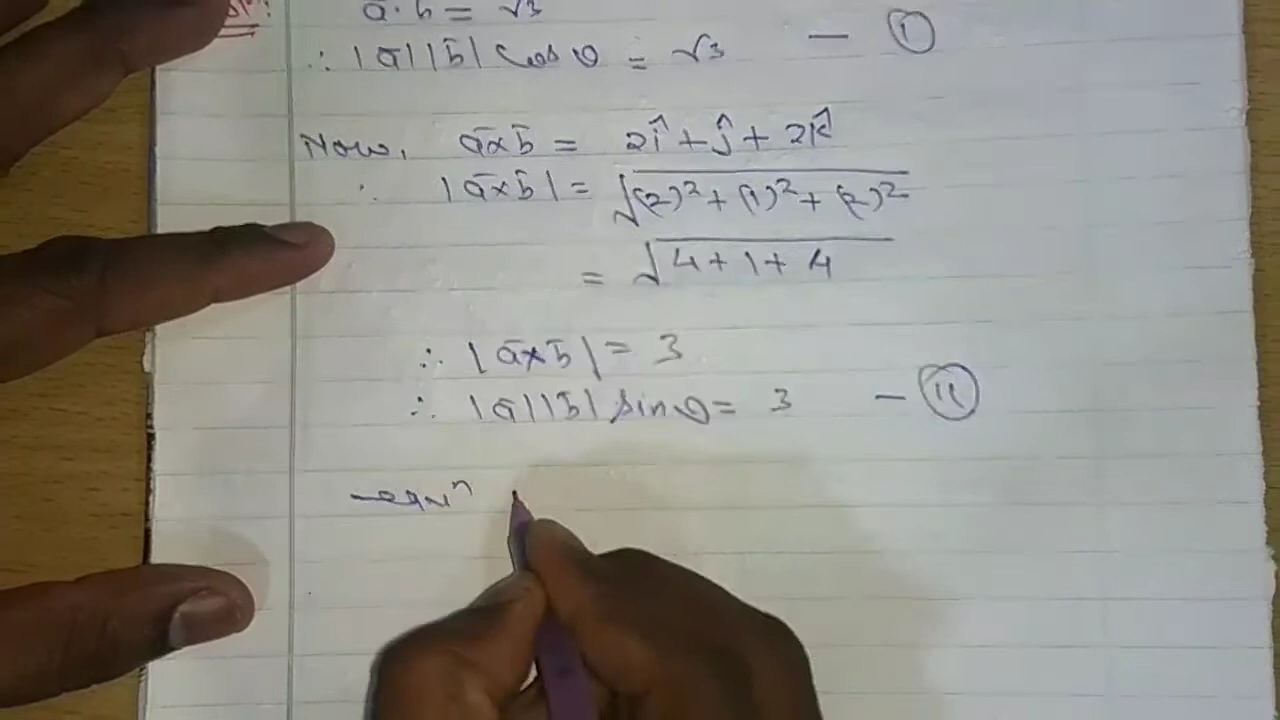 ā · b̄ = √3
∴ |ā||b̄| cos θ = √3 — (I)
Now, ā×b̄ = 2î + ĵ + 2k̂
∴ |ā×b̄| = √(2)² + (1)² + (2)²
= √4 + 1 + 4
∴ |ā×b̄| = 3
∴ |ā||b̄| sin θ = 3 — (II)
equⁿ